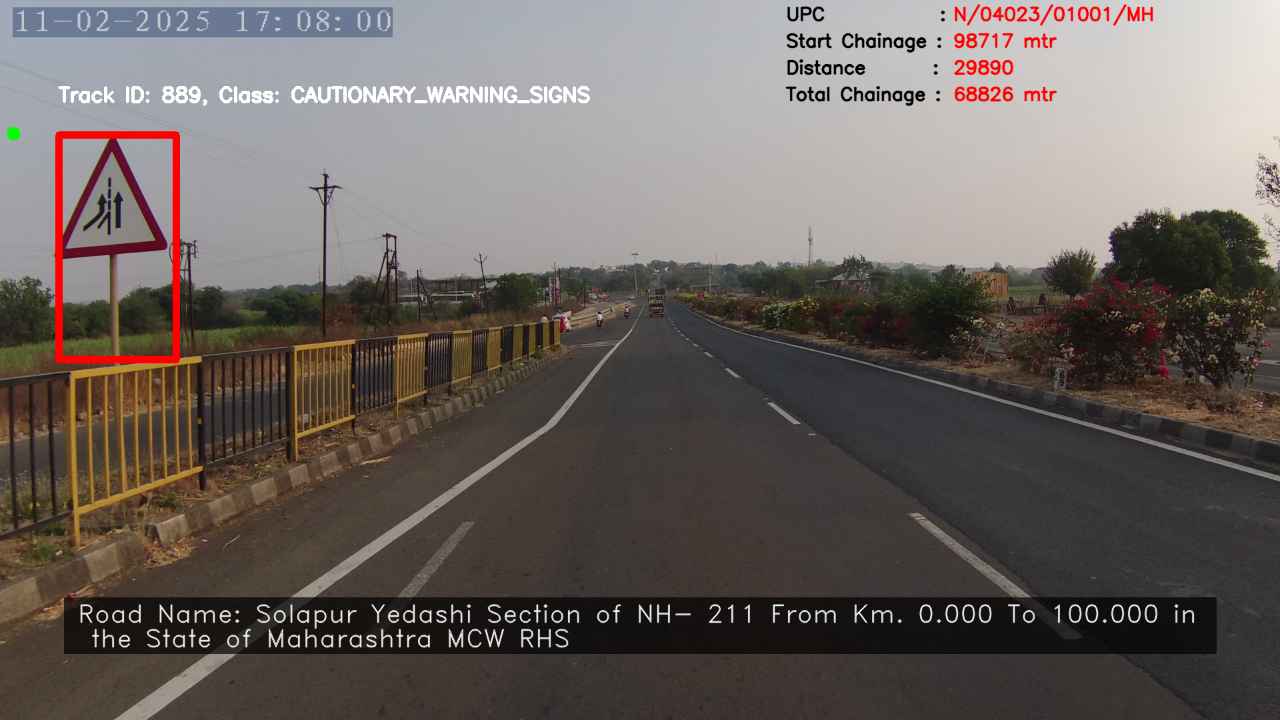 11-02-2025 17:08:00
UPC : N/04023/01001/MH
Start Chainage : 98717 mtr
Distance : 29890
Total Chainage : 68826 mtr
Track ID: 889, Class: CAUTIONARY_WARNING_SIGNS
Road Name: Solapur Yedashi Section of NH- 211 From Km. 0.000 To 100.000 in
the State of Maharashtra MCW RHS